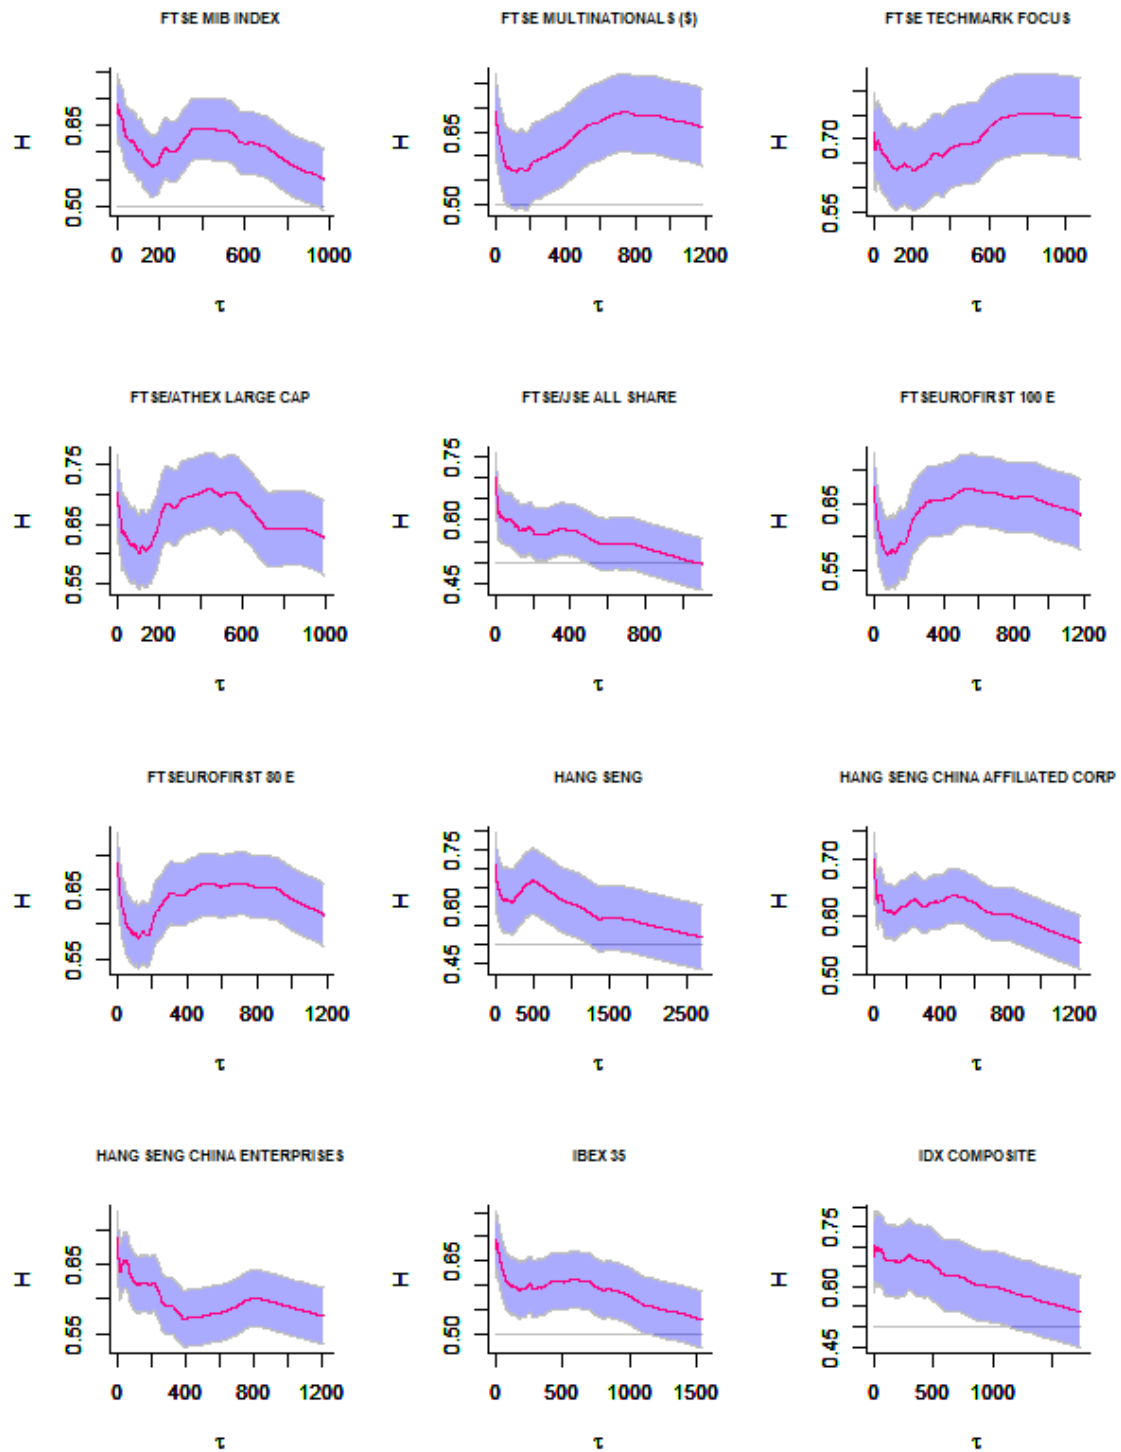 FTSE MIB INDEX
H
0.50 0.65
0 200 600 1000
τ
FTSE MULTINATIONALS ($)
H
0.50 0.65
0 400 800 1200
τ
FTSE TECHMARK FOCUS
H
0.55 0.70
0 200 600 1000
τ
FTSE/ATHEX LARGE CAP
H
0.55 0.65 0.75
0 200 600 1000
τ
FTSE/JSE ALL SHARE
H
0.45 0.60 0.75
0 400 800
τ
FTSEUROFIRST 100 E
H
0.55 0.65
0 400 800 1200
τ
FTSEUROFIRST 80 E
H
0.55 0.65
0 400 800 1200
τ
HANG SENG
H
0.45 0.60 0.75
0 500 1500 2500
τ
HANG SENG CHINA AFFILIATED CORP
H
0.50 0.60 0.70
0 400 800 1200
τ
HANG SENG CHINA ENTERPRISES
H
0.55 0.65
0 400 800 1200
τ
IBEX 35
H
0.50 0.65
0 500 1000 1500
τ
IDX COMPOSITE
H
0.45 0.60 0.75
0 500 1000
τ